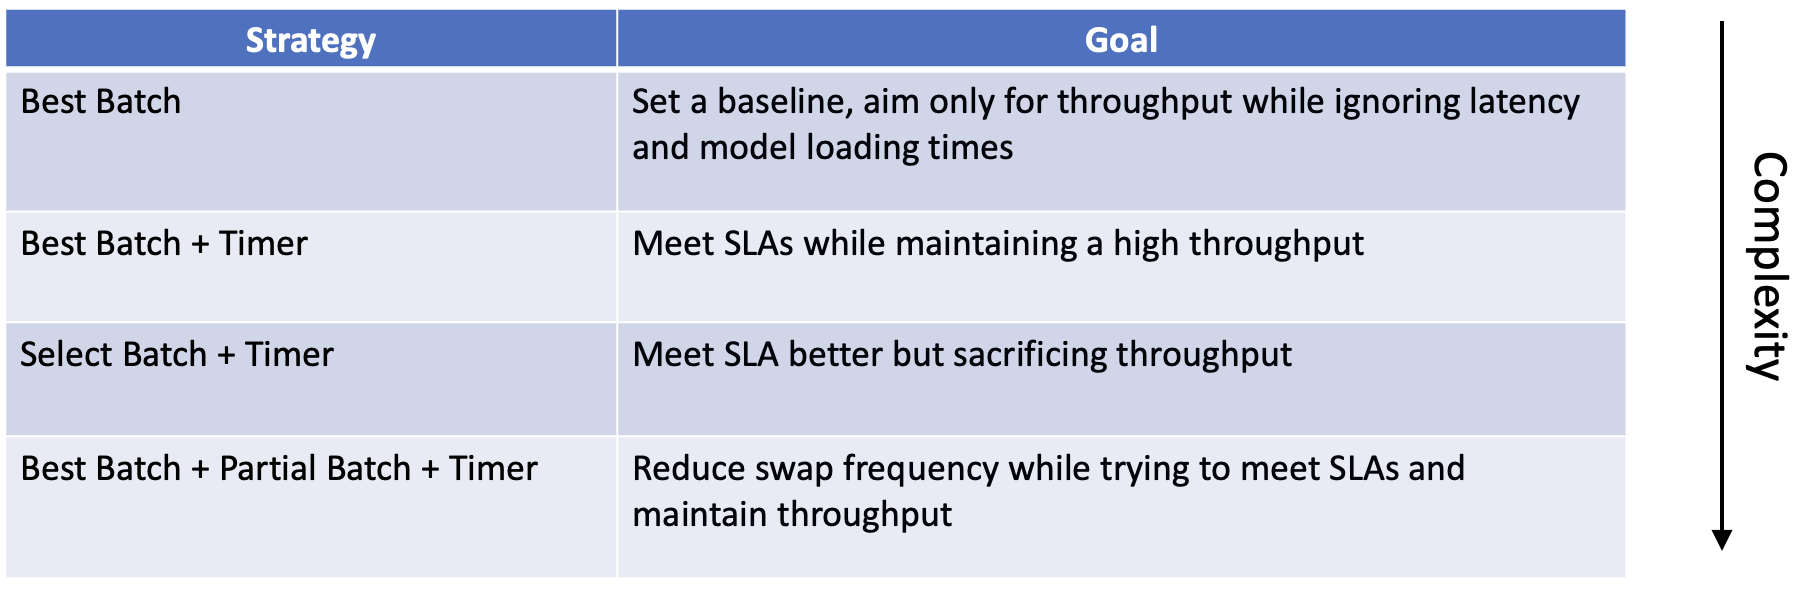 Strategy
Goal
Best Batch
Set a baseline, aim only for throughput while ignoring latency
and model loading times
Best Batch + Timer
Meet SLAs while maintaining a high throughput
Select Batch + Timer
Meet SLA better but sacrificing throughput
Best Batch + Partial Batch + Timer
Reduce swap frequency while trying to meet SLAs and
maintain throughput
Complexity